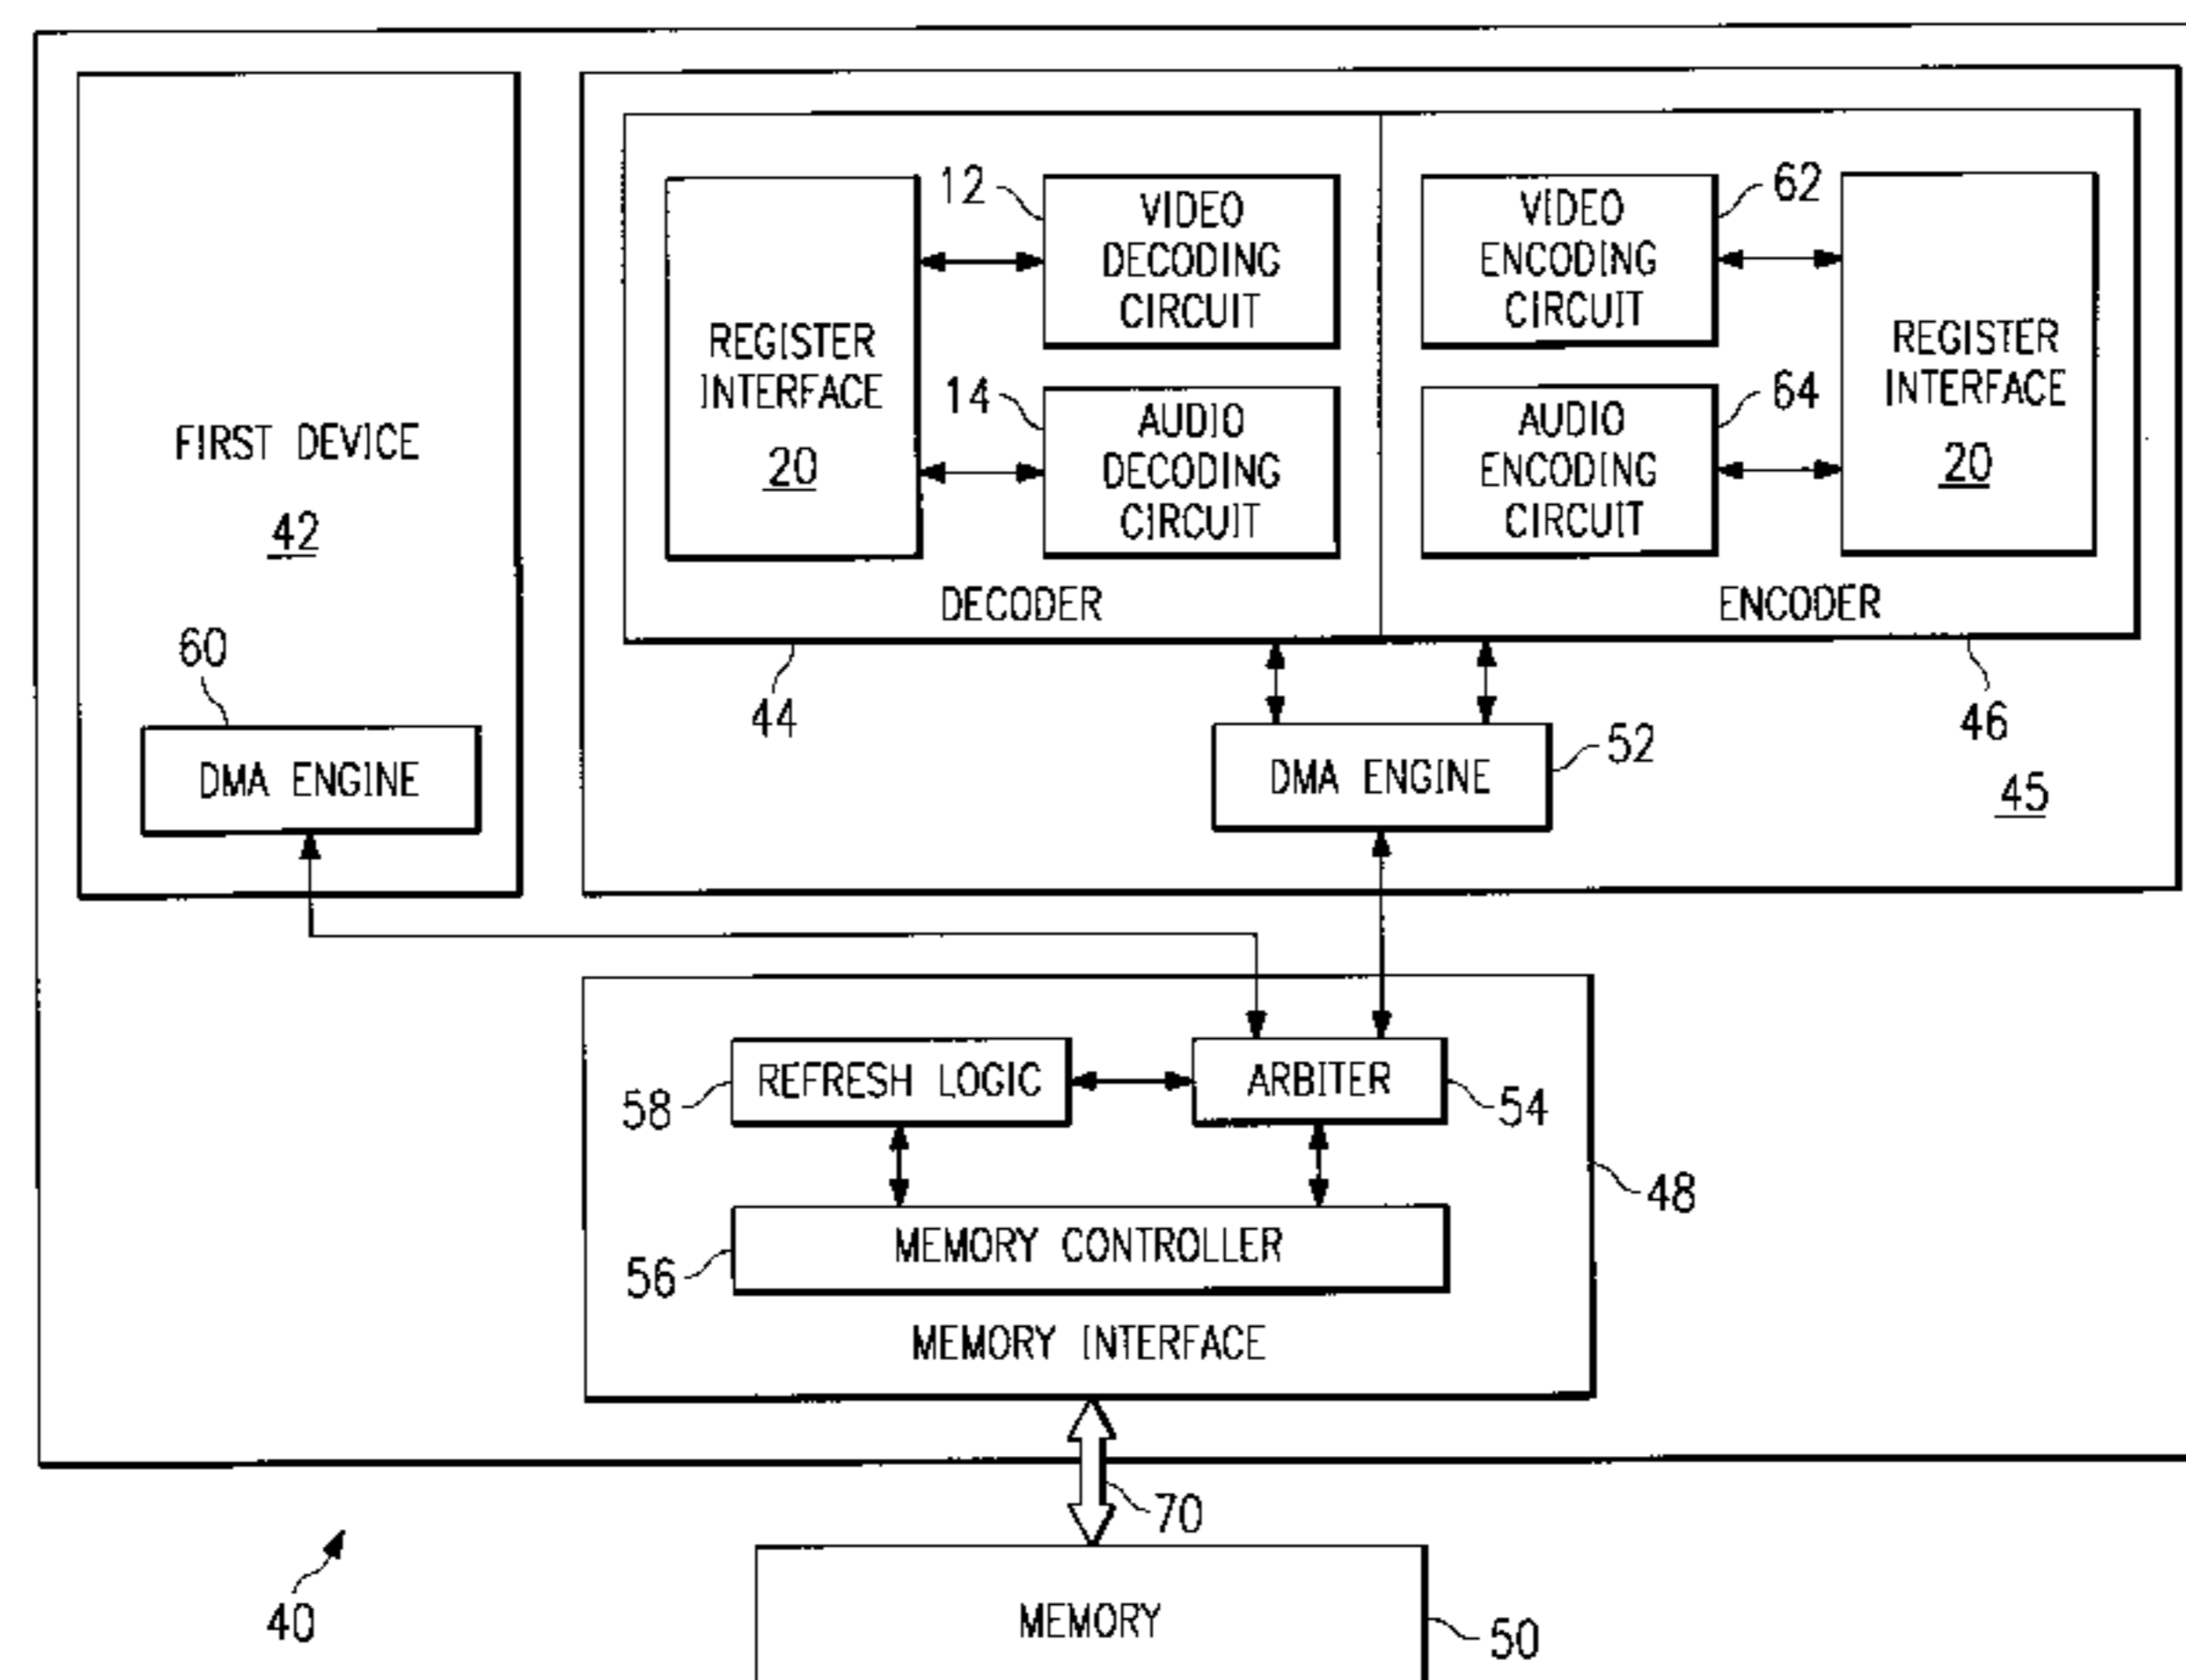 FIRST DEVICE
42
60
DMA ENGINE
REGISTER
INTERFACE
20
12
VIDEO
DECODING
CIRCUIT
14
AUDIO
DECODING
CIRCUIT
DECODER
44
VIDEO
ENCODING
CIRCUIT
62
AUDIO
ENCODING
CIRCUIT
64
REGISTER
INTERFACE
20
ENCODER
46
DMA ENGINE
52
45
REFRESH LOGIC
58
ARBITER
54
MEMORY CONTROLLER
56
MEMORY INTERFACE
48
70
40
MEMORY
50